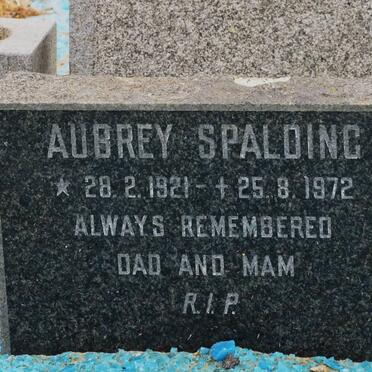 AUBREY SPALDING
★ 28.2.1921 - ✝ 25.8.1972
ALWAYS REMEMBERED
DAD AND MAM
R.I.P.